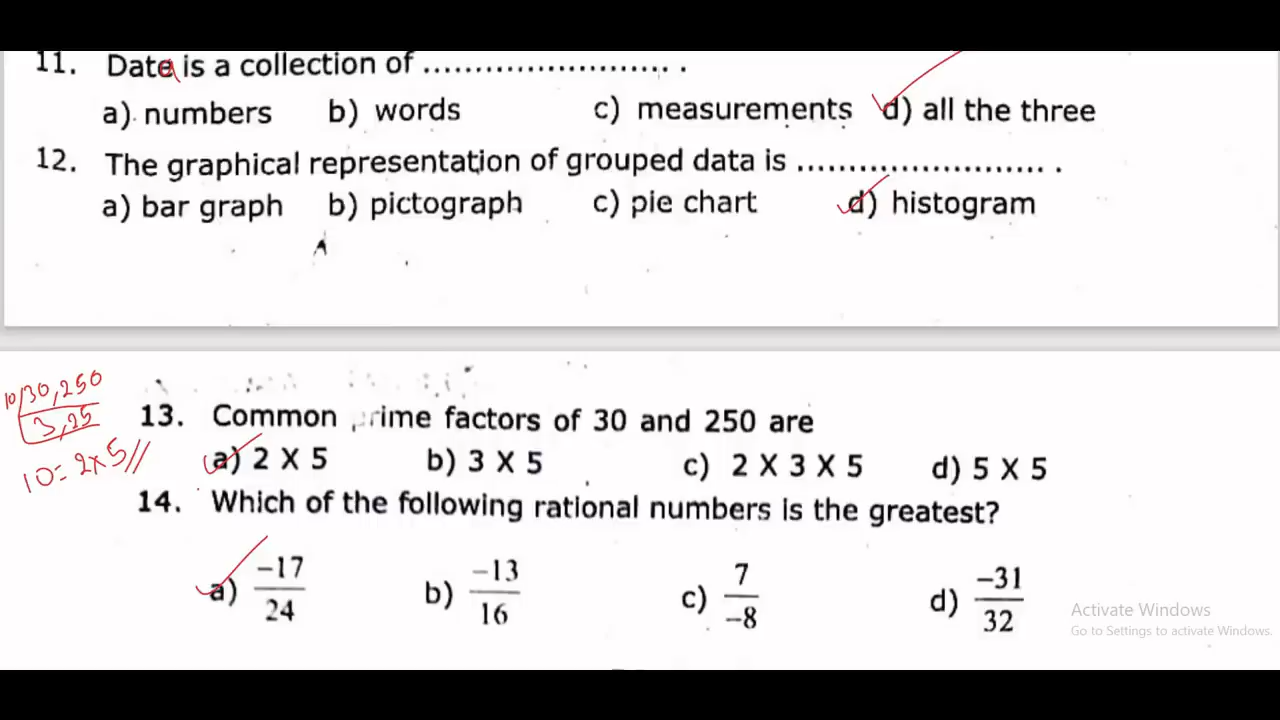 11. Data is a collection of ......................... .
a) numbers b) words c) measurements d) all the three
12. The graphical representation of grouped data is ......................... .
a) bar graph b) pictograph c) pie chart d) histogram
10 30, 250
3, 25
10 = 2 x 5 //
13. Common prime factors of 30 and 250 are
a) 2 X 5 b) 3 X 5 c) 2 X 3 X 5 d) 5 X 5
14. Which of the following rational numbers is the greatest?
a) -17/24 b) -13/16 c) 7/-8 d) -31/32
Activate Windows
Go to Settings to activate Windows.